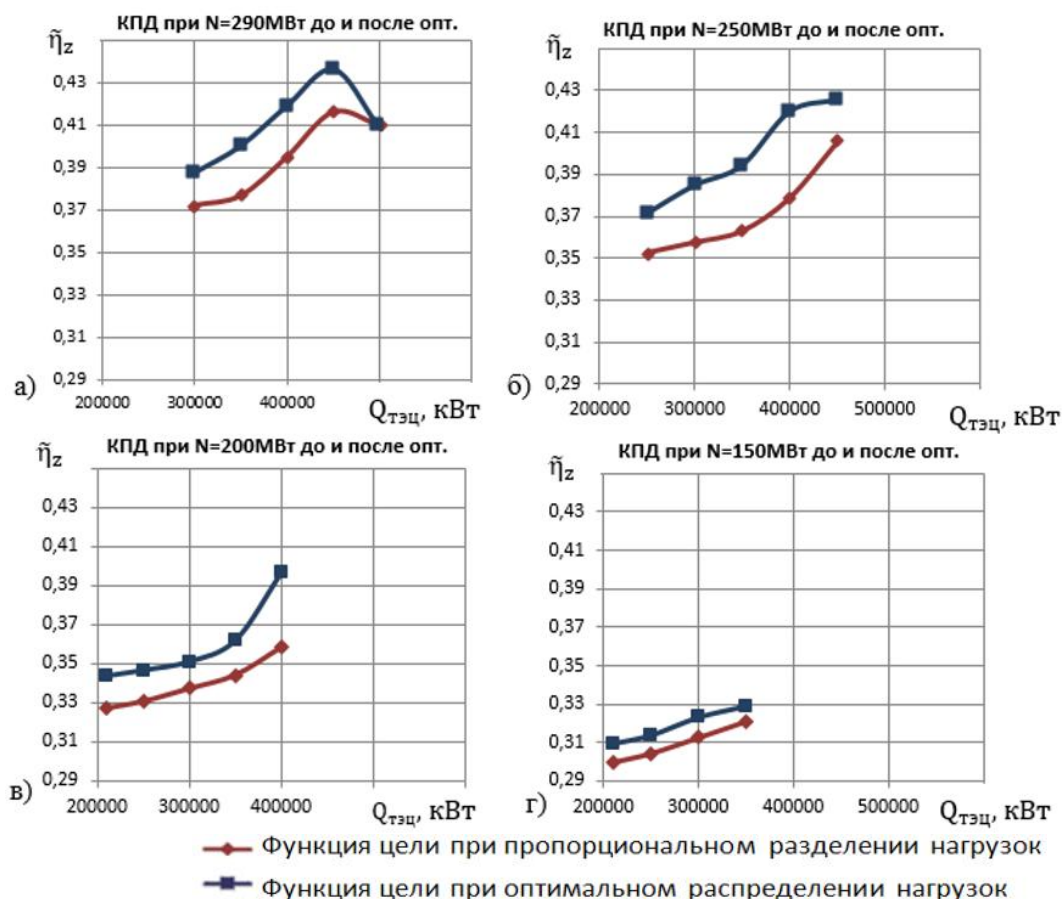 КПД при N=290МВт до и после опт.
η̃z
0,43
0,41
0,39
0,37
0,35
0,33
0,31
0,29
200000 300000 400000 Qтэц, кВт
а)
КПД при N=250МВт до и после опт.
η̃z
0,43
0,41
0,39
0,37
0,35
0,33
0,31
0,29
200000 300000 400000 500000
Qтэц, кВт
б)
КПД при N=200МВт до и после опт.
η̃z
0,43
0,41
0,39
0,37
0,35
0,33
0,31
0,29
200000 300000 400000 Qтэц, кВт
в)
КПД при N=150МВт до и после опт.
η̃z
0,43
0,41
0,39
0,37
0,35
0,33
0,31
0,29
200000 300000 400000 500000
Qтэц, кВт
г)
Функция цели при пропорциональном разделении нагрузок
Функция цели при оптимальном распределении нагрузок